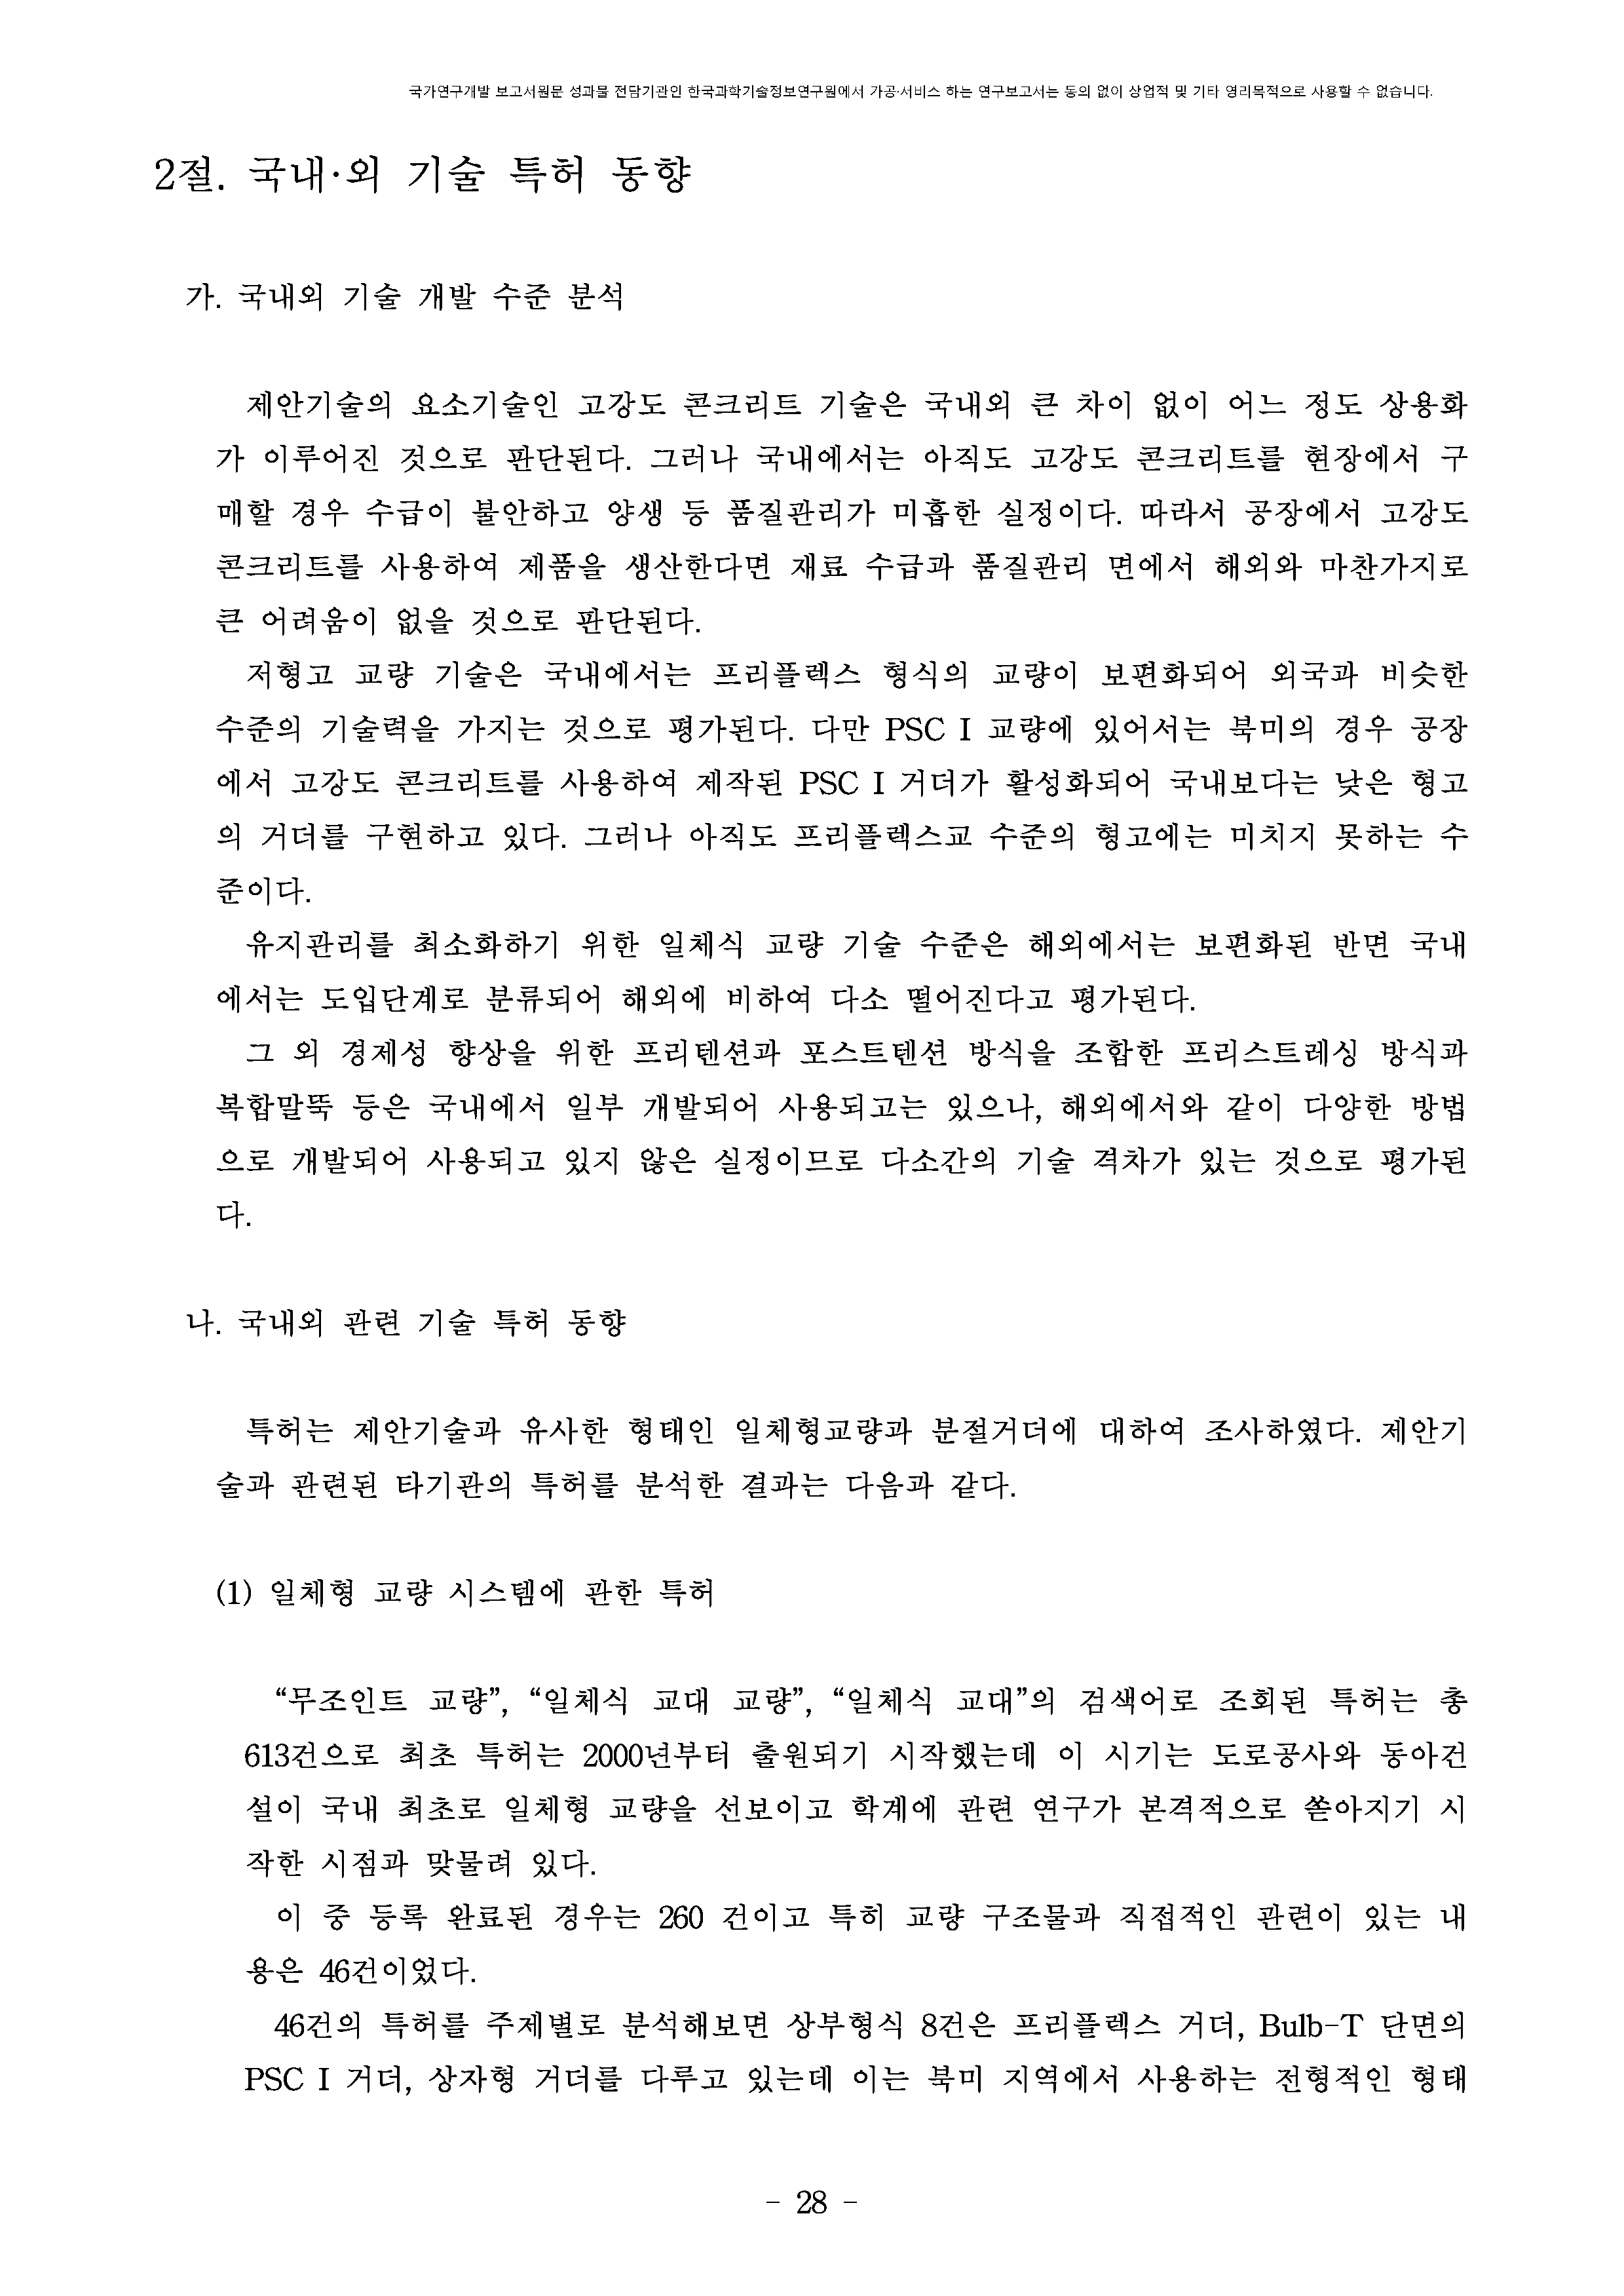 국가연구개발 보고서원문 성과물 전담기관인 한국과학기술정보연구원에서 가공·서비스 하는 연구보고서는 동의 없이 상업적 및 기타 영리목적으로 사용할 수 없습니다.
2절. 국내·외 기술 특허 동향
가. 국내외 기술 개발 수준 분석
제안기술의 요소기술인 고강도 콘크리트 기술은 국내외 큰 차이 없이 어느 정도 상용화
가 이루어진 것으로 판단된다. 그러나 국내에서는 아직도 고강도 콘크리트를 현장에서 구
매할 경우 수급이 불안하고 양생 등 품질관리가 미흡한 실정이다. 따라서 공장에서 고강도
콘크리트를 사용하여 제품을 생산한다면 재료 수급과 품질관리 면에서 해외와 마찬가지로
큰 어려움이 없을 것으로 판단된다.
저형고 교량 기술은 국내에서는 프리플렉스 형식의 교량이 보편화되어 외국과 비슷한
수준의 기술력을 가지는 것으로 평가된다. 다만 PSC I 교량에 있어서는 북미의 경우 공장
에서 고강도 콘크리트를 사용하여 제작된 PSC I 거더가 활성화되어 국내보다는 낮은 형고
의 거더를 구현하고 있다. 그러나 아직도 프리플렉스교 수준의 형고에는 미치지 못하는 수
준이다.
유지관리를 최소화하기 위한 일체식 교량 기술 수준은 해외에서는 보편화된 반면 국내
에서는 도입단계로 분류되어 해외에 비하여 다소 떨어진다고 평가된다.
그 외 경제성 향상을 위한 프리텐션과 포스트텐션 방식을 조합한 프리스트레싱 방식과
복합말뚝 등은 국내에서 일부 개발되어 사용되고는 있으나, 해외에서와 같이 다양한 방법
으로 개발되어 사용되고 있지 않은 실정이므로 다소간의 기술 격차가 있는 것으로 평가된
다.
나. 국내외 관련 기술 특허 동향
특허는 제안기술과 유사한 형태인 일체형교량과 분절거더에 대하여 조사하였다. 제안기
술과 관련된 타기관의 특허를 분석한 결과는 다음과 같다.
(1) 일체형 교량 시스템에 관한 특허
“무조인트 교량”, “일체식 교대 교량”, “일체식 교대”의 검색어로 조회된 특허는 총
613건으로 최초 특허는 2000년부터 출원되기 시작했는데 이 시기는 도로공사와 동아건
설이 국내 최초로 일체형 교량을 선보이고 학계에 관련 연구가 본격적으로 쏟아지기 시
작한 시점과 맞물려 있다.
이 중 등록 완료된 경우는 260 건이고 특히 교량 구조물과 직접적인 관련이 있는 내
용은 46건이었다.
46건의 특허를 주제별로 분석해보면 상부형식 8건은 프리플렉스 거더, Bulb-T 단면의
PSC I 거더, 상자형 거더를 다루고 있는데 이는 북미 지역에서 사용하는 전형적인 형태
- 28 -